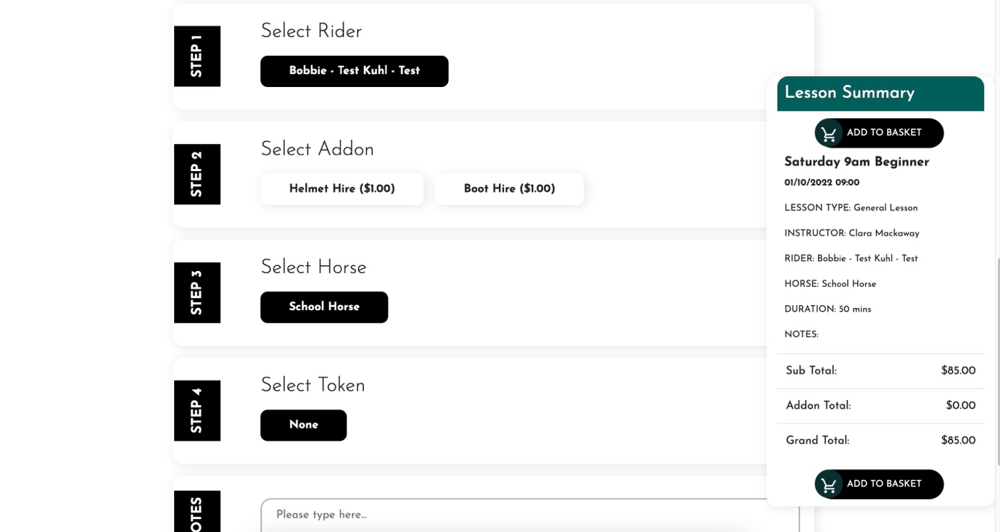 STEP 1
Select Rider
Bobbie - Test Kuhl - Test
STEP 2
Select Addon
Helmet Hire ($1.00)
Boot Hire ($1.00)
STEP 3
Select Horse
School Horse
STEP 4
Select Token
None
OTES
Please type here...
Lesson Summary
ADD TO BASKET
Saturday 9am Beginner
01/10/2022 09:00
LESSON TYPE: General Lesson
INSTRUCTOR: Clara Mackaway
RIDER: Bobbie - Test Kuhl - Test
HORSE: School Horse
DURATION: 50 mins
NOTES:
Sub Total: $85.00
Addon Total: $0.00
Grand Total: $85.00
ADD TO BASKET